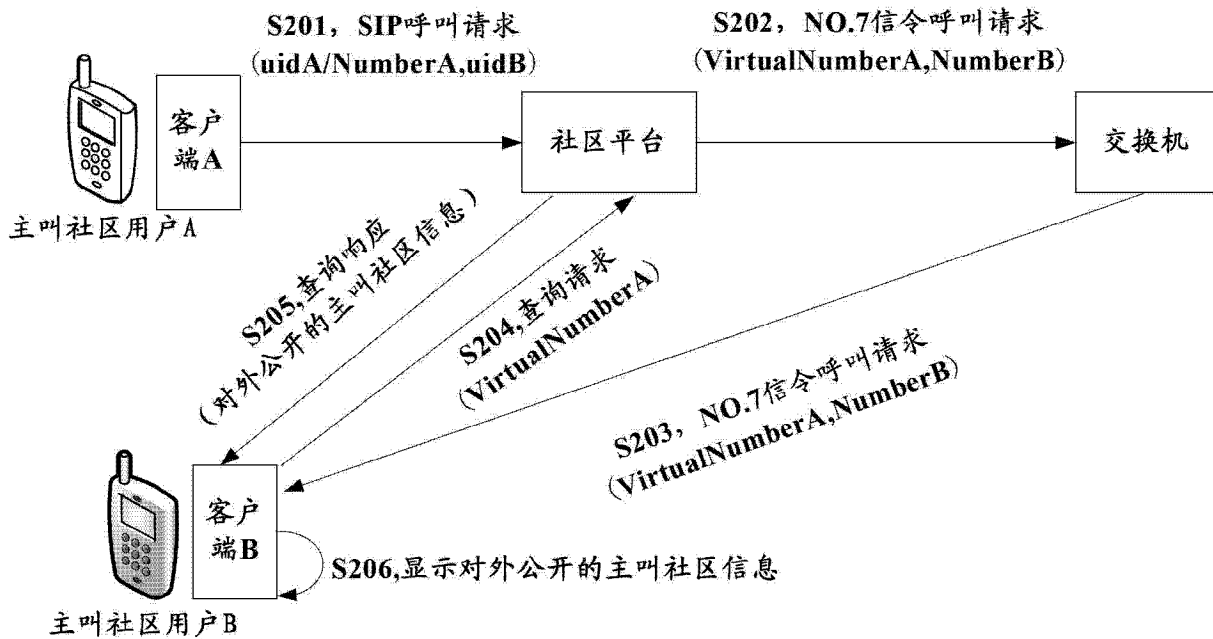 S201，SIP呼叫请求
(uidA/NumberA,uidB)
S202，NO.7信令呼叫请求
(VirtualNumberA,NumberB)
客户
端A
社区平台
交换机
主叫社区用户A
S205,查询响应
(对外公开的主叫社区信息)
S204,查询请求
(VirtualNumberA)
S203，NO.7信令呼叫请求
(VirtualNumberA,NumberB)
客户
端B
S206,显示对外公开的主叫社区信息
主叫社区用户B